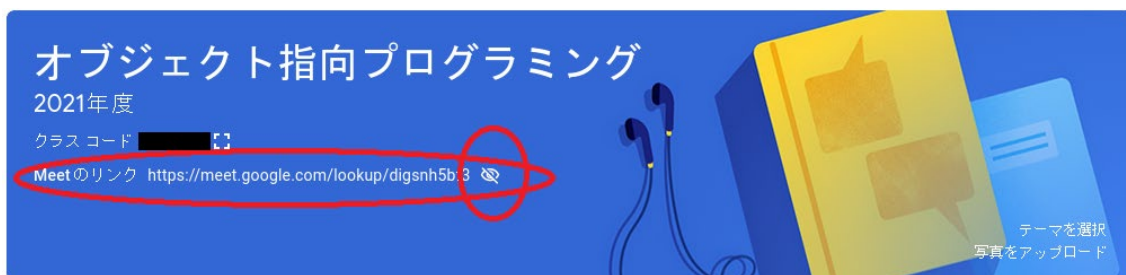 オブジェクト指向プログラミング
2021年度
クラス コード
Meetのリンク
テーマを選択
写真をアップロード